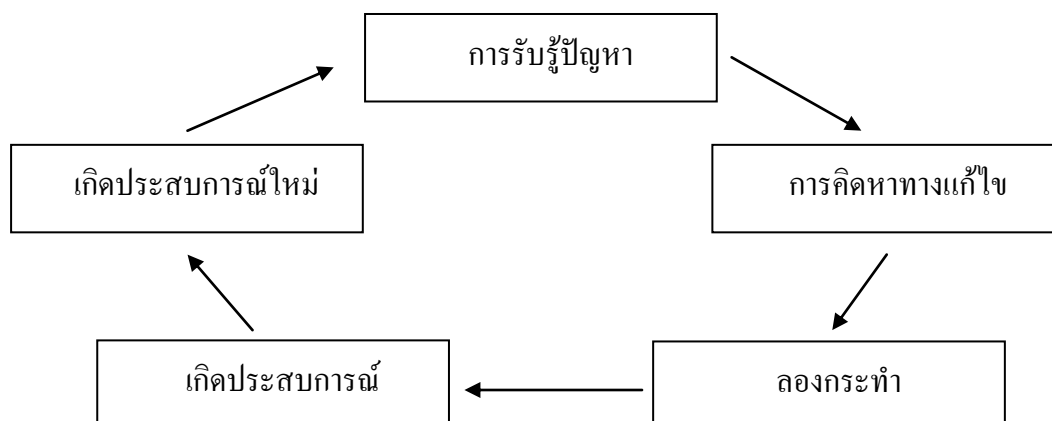 การรับรู้ปัญหา
เกิดประสบการณ์ใหม่
การคิดหาทางแก้ไข
เกิดประสบการณ์
ลองกระทำ